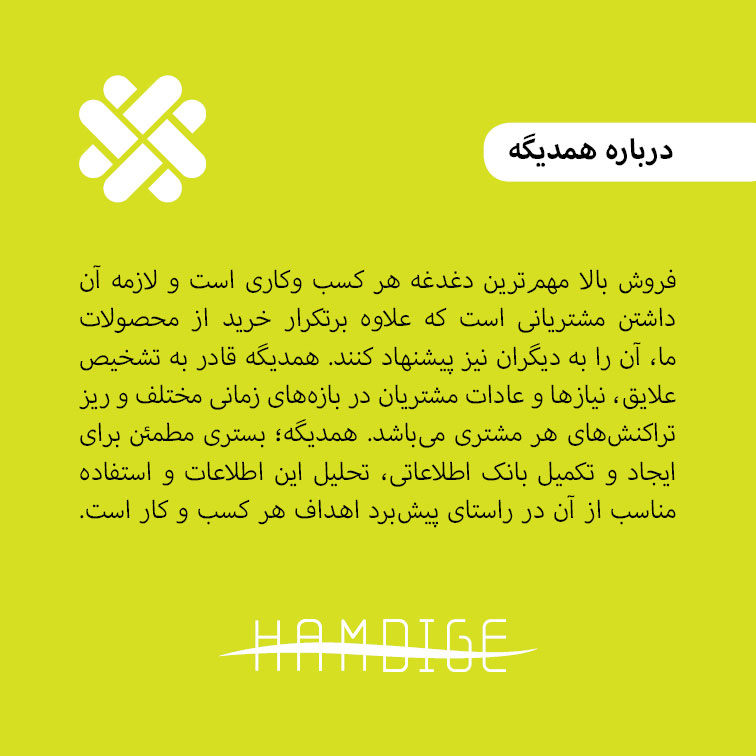 درباره همدیگه
فروش بالا مهم‌ترین دغدغه هر کسب وکاری است و لازمه آن
داشتن مشتریانی است که علاوه برتکرار خرید از محصولات
ما، آن را به دیگران نیز پیشنهاد کنند. همدیگه قادر به تشخیص
علایق، نیازها و عادات مشتریان در بازه‌های زمانی مختلف و ریز
تراکنش‌های هر مشتری می‌باشد. همدیگه؛ بستری مطمئن برای
ایجاد و تکمیل بانک اطلاعاتی، تحلیل این اطلاعات و استفاده
مناسب از آن در راستای پیش‌برد اهداف هر کسب و کار است.
HAMDIGE